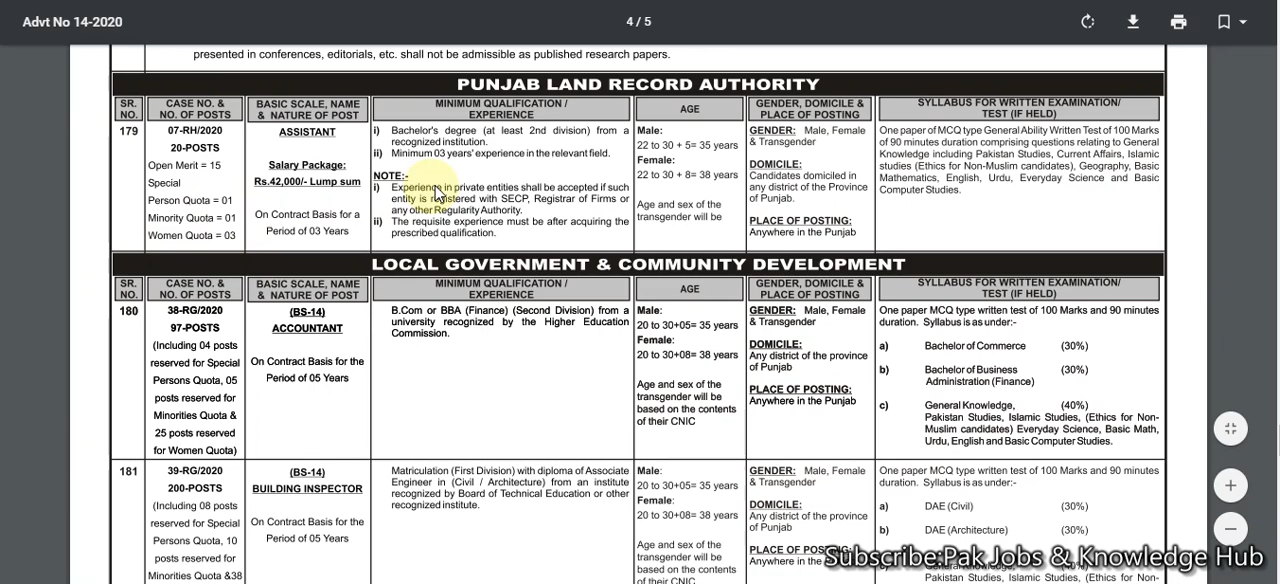 Advt No 14-2020
4 / 5
presented in conferences, editorials, etc. shall not be admissible as published research papers.
PUNJAB LAND RECORD AUTHORITY
SR. NO.
CASE NO. & NO. OF POSTS
BASIC SCALE, NAME & NATURE OF POST
MINIMUM QUALIFICATION / EXPERIENCE
AGE
GENDER, DOMICILE & PLACE OF POSTING
SYLLABUS FOR WRITTEN EXAMINATION/ TEST (IF HELD)
179
07-RH/2020
20-POSTS
Open Merit = 15
Special
Person Quota = 01
Minority Quota = 01
Women Quota = 03
ASSISTANT
Salary Package:
Rs.42,000/- Lump sum
On Contract Basis for a
Period of 03 Years
i) Bachelor's degree (at least 2nd division) from a
recognized institution.
ii) Minimum 03 years' experience in the relevant field.
NOTE:-
i) Experience in private entities shall be accepted if such
entity is registered with SECP, Registrar of Firms or
any other Regularity Authority.
ii) The requisite experience must be after acquiring the
prescribed qualification.
Male:
22 to 30 + 5= 35 years
Female:
22 to 30 + 8= 38 years
Age and sex of the
transgender will be
GENDER: Male, Female
& Transgender
DOMICILE:
Candidates domiciled in
any district of the Province
of Punjab.
PLACE OF POSTING:
Anywhere in the Punjab
One paper of MCQ type General Ability Written Test of 100 Marks
of 90 minutes duration comprising questions relating to General
Knowledge including Pakistan Studies, Current Affairs, Islamic
studies (Ethics for Non-Muslim Candidates), Geography, Basic
Mathematics, English, Urdu, Everyday Science and Basic
Computer Studies.
LOCAL GOVERNMENT & COMMUNITY DEVELOPMENT
SR. NO.
CASE NO. & NO. OF POSTS
BASIC SCALE, NAME & NATURE OF POST
MINIMUM QUALIFICATION / EXPERIENCE
AGE
GENDER, DOMICILE & PLACE OF POSTING
SYLLABUS FOR WRITTEN EXAMINATION/ TEST (IF HELD)
180
38-RG/2020
97-POSTS
(Including 04 posts
reserved for Special
Persons Quota, 05
posts reserved for
Minorities Quota &
25 posts reserved
for Women Quota)
(BS-14)
ACCOUNTANT
On Contract Basis for the
Period of 05 Years
B.Com or BBA (Finance) (Second Division) from a
university recognized by the Higher Education
Commission.
Male:
20 to 30+05= 35 years
Female:
20 to 30+08= 38 years
Age and sex of the
transgender will be
based on the contents
of their CNIC
GENDER: Male, Female
& Transgender
DOMICILE:
Any district of the province
of Punjab
PLACE OF POSTING:
Anywhere in the Punjab
One paper MCQ type written test of 100 Marks and 90 minutes
duration. Syllabus is as under:-
a) Bachelor of Commerce (30%)
b) Bachelor of Business (30%)
Administration (Finance)
c) General Knowledge, (40%)
Pakistan Studies, Islamic Studies, (Ethics for Non-
Muslim candidates) Everyday Science, Basic Math,
Urdu, English and Basic Computer Studies.
181
39-RG/2020
200-POSTS
(Including 08 posts
reserved for Special
Persons Quota, 10
posts reserved for
Minorities Quota &38
(BS-14)
BUILDING INSPECTOR
On Contract Basis for the
Period of 05 Years
Matriculation (First Division) with diploma of Associate
Engineer in (Civil / Architecture) from an institute
recognized by Board of Technical Education or other
recognized institute.
Male:
20 to 30+05= 35 years
Female:
20 to 30+08= 38 years
Age and sex of the
transgender will be
based on the contents
GENDER: Male, Female
& Transgender
DOMICILE:
Any district of the province
of Punjab
PLACE OF POSTING:
Anywhere in the
One paper MCQ type written test of 100 Marks and 90 minutes
duration. Syllabus is as under:-
a) DAE (Civil) (30%)
b) DAE (Architecture) (30%)
General Knowledge, (40%)
Pakistan Studies, Islamic Studies, (Ethics for Non-
Subscribe:Pak Jobs & Knowledge Hub